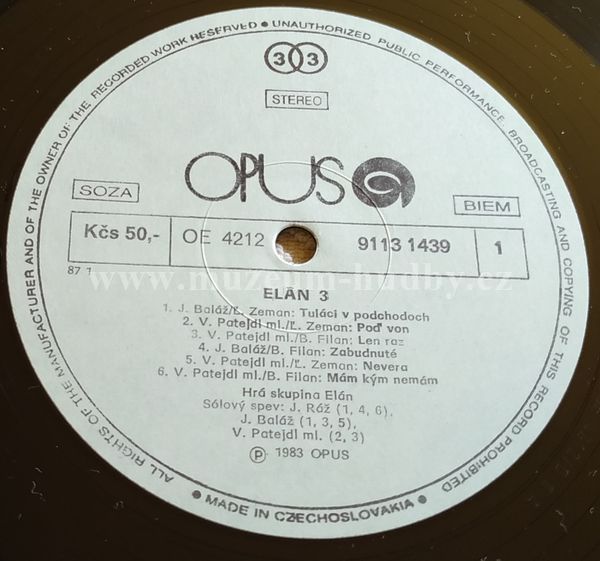 ALL RIGHTS OF THE MANUFACTURER AND OF THE OWNER OF THE RECORDED WORK RESERVED • UNAUTHORIZED PUBLIC PERFORMANCE BROADCASTING AND COPYING OF THIS RECORD PROHIBITED
33
STEREO
OPUS
SOZA
BIEM
Kčs 50,- OE 4212 9113 1439 1
87 1
www.muzeum-hudby.cz
ELÁN 3
1. J. Baláž/Ľ. Zeman: Tuláci v podchodoch
2. V. Patejdl ml./Ľ. Zeman: Poď von
3. V. Patejdl ml./B. Filan: Len raz
4. J. Baláž/B. Filan: Zabudnuté
5. V. Patejdl ml./Ľ. Zeman: Nevera
6. V. Patejdl ml./B. Filan: Mám kým nemám
Hrá skupina Elán
Sólový spev: J. Ráž (1, 4, 6),
J. Baláž (1, 3, 5),
V. Patejdl ml. (2, 3)
Ⓟ 1983 OPUS
• MADE IN CZECHOSLOVAKIA •